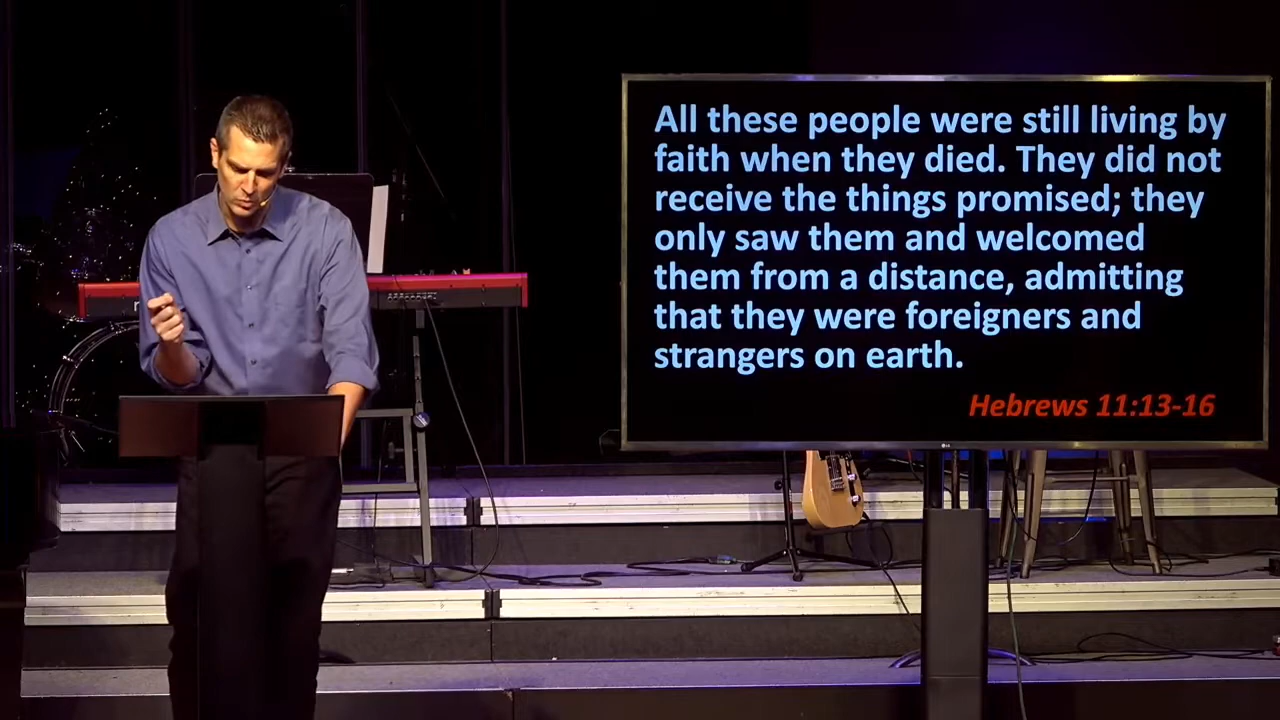 All these people were still living by
faith when they died. They did not
receive the things promised; they
only saw them and welcomed
them from a distance, admitting
that they were foreigners and
strangers on earth.
Hebrews 11:13-16
LG